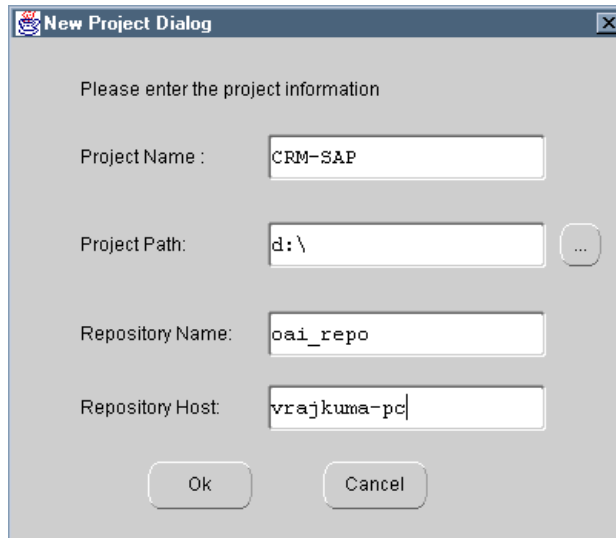 New Project Dialog
Please enter the project information
Project Name : CRM-SAP
Project Path: d:\ ...
Repository Name: oai_repo
Repository Host: vrajkuma-pc
Ok Cancel